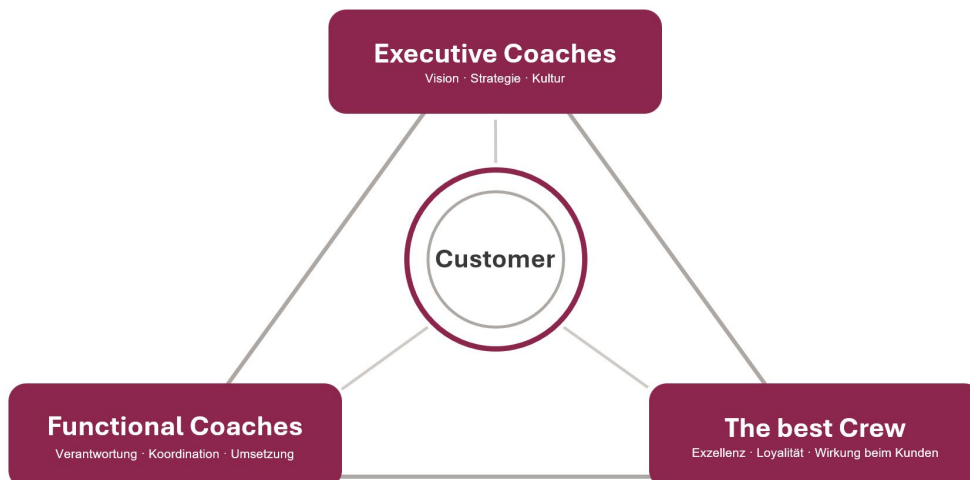 Executive Coaches
Vision · Strategie · Kultur
Customer
Functional Coaches
Verantwortung · Koordination · Umsetzung
The best Crew
Exzellenz · Loyalität · Wirkung beim Kunden